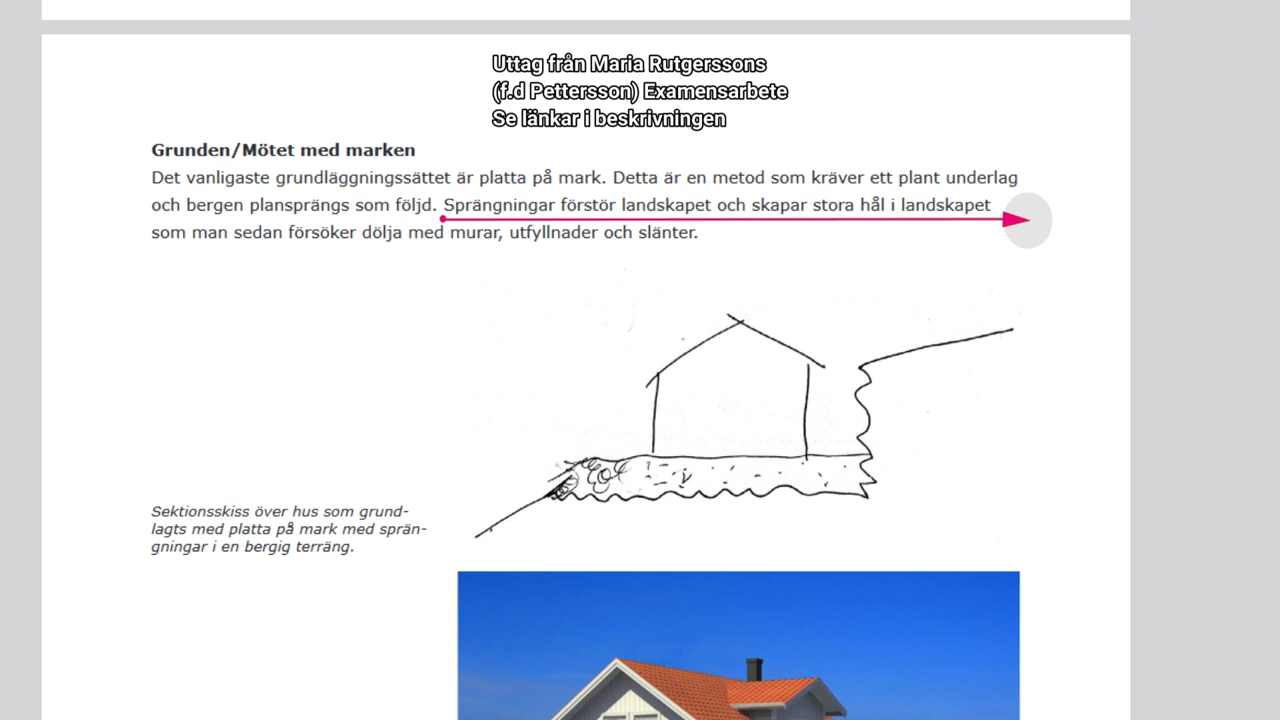 Uttag från Maria Rutgerssons
(f.d Pettersson) Examensarbete
Se länkar i beskrivningen
Grunden/Mötet med marken
Det vanligaste grundläggningssättet är platta på mark. Detta är en metod som kräver ett plant underlag
och bergen plansprängs som följd. Sprängningar förstör landskapet och skapar stora hål i landskapet
som man sedan försöker dölja med murar, utfyllnader och slänter.
Sektionsskiss över hus som grund-
lagts med platta på mark med sprän-
gningar i en bergig terräng.